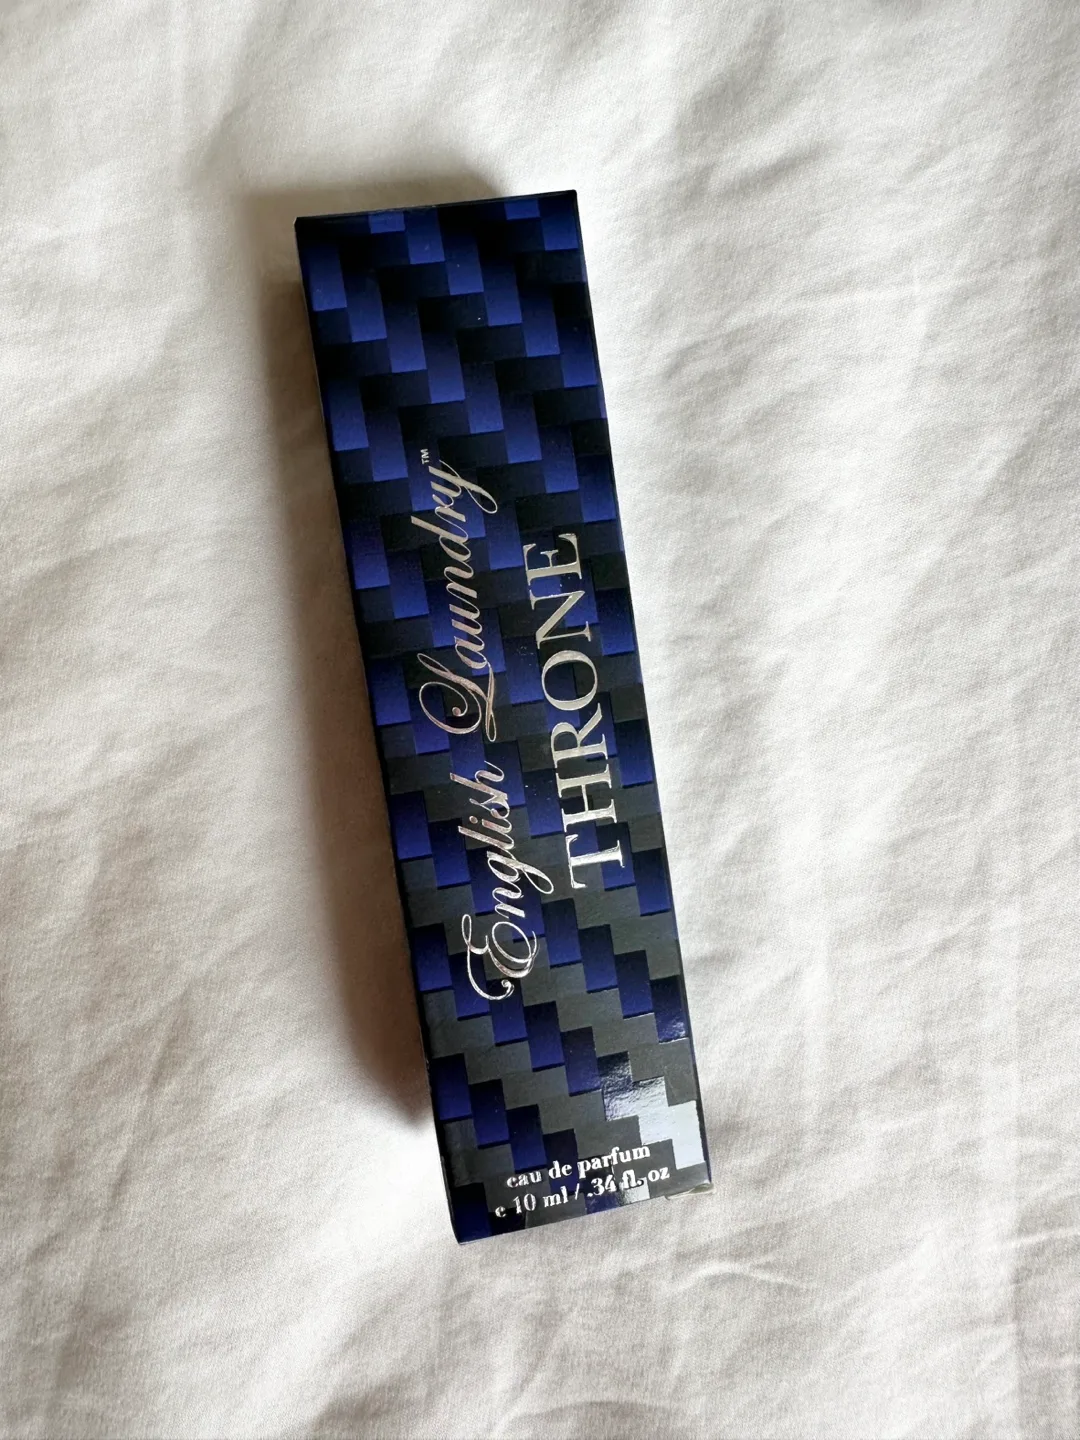 English Laundry™
THRONE
eau de parfum
e 10 ml / .34 fl. oz